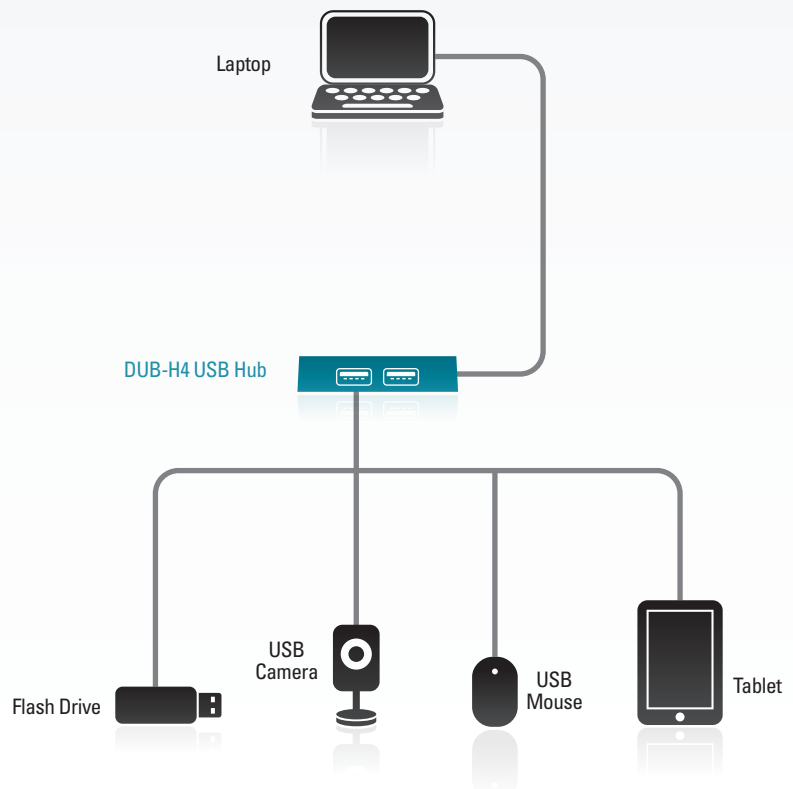 Laptop
DUB-H4 USB Hub
USB
Camera
Flash Drive
USB
Mouse
Tablet